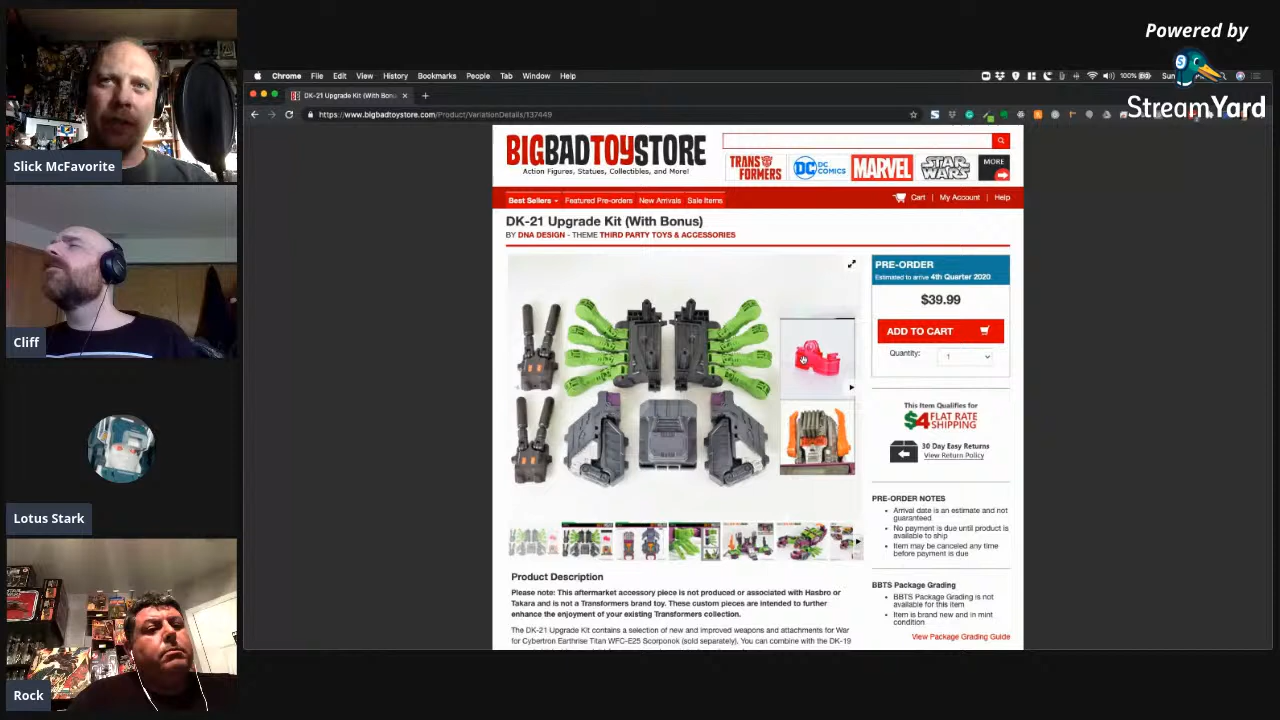 Powered by
StreamYard
Slick McFavorite
Cliff
Lotus Stark
Rock
Chrome File Edit View History Bookmarks People Tab Window Help
100%
Sun
DK-21 Upgrade Kit (With Bonu
https://www.bigbadtoystore.com/Product/VariationDetails/137449
BIGBADTOYSTORE
Action Figures, Statues, Collectibles, and More!
TRANSFORMERS
DC COMICS
MARVEL
STAR WARS
MORE
Best Sellers Featured Pre-orders New Arrivals Sale Items
Cart | My Account | Help
DK-21 Upgrade Kit (With Bonus)
BY DNA DESIGN - THEME THIRD PARTY TOYS & ACCESSORIES
PRE-ORDER
Estimated to arrive 4th Quarter 2020
$39.99
ADD TO CART
Quantity: 1
This Item Qualifies for
$4 FLAT RATE SHIPPING
30 Day Easy Returns
View Return Policy
PRE-ORDER NOTES
Arrival date is an estimate and not
guaranteed
No payment is due until product is
available to ship
Item may be canceled any time
before payment is due
BBTS Package Grading
BBTS Package Grading is not
available for this item
Item is brand new and in mint
condition
View Package Grading Guide
Product Description
Please note: This aftermarket accessory piece is not produced or associated with Hasbro or
Takara and is not a Transformers brand toy. These custom pieces are intended to further
enhance the enjoyment of your existing Transformers collection.
The DK-21 Upgrade Kit contains a selection of new and improved weapons and attachments for War
for Cybertron Earthrise Titan WFC-E25 Scorponok (sold separately). You can combine with the DK-19